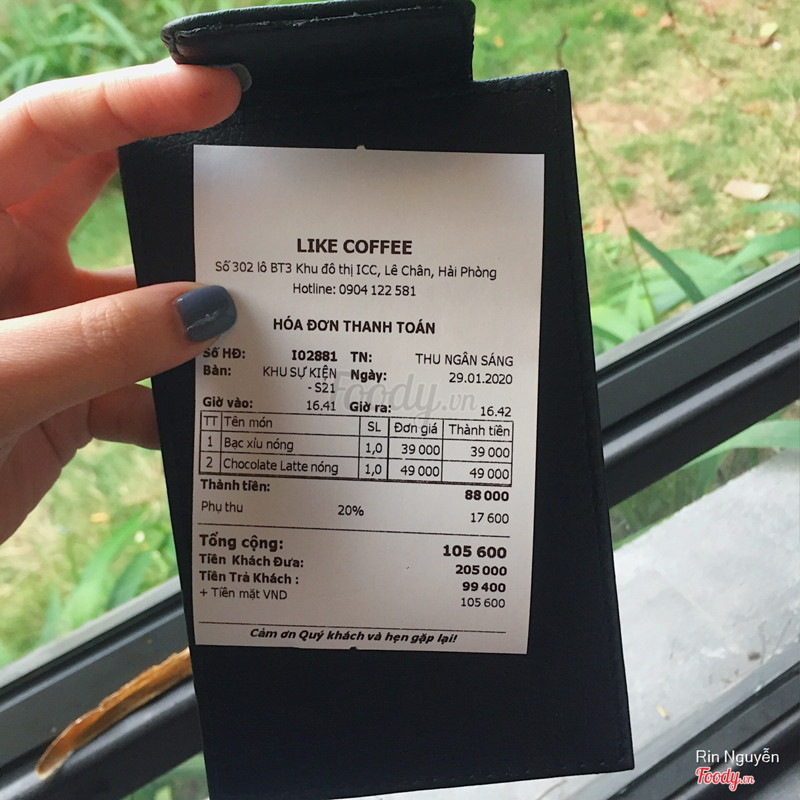 LIKE COFFEE
Số 302 lô BT3 Khu đô thị ICC, Lê Chân, Hải Phòng
Hotline: 0904 122 581
HÓA ĐƠN THANH TOÁN
Số HĐ: I02881 TN: THU NGÂN SÁNG
Bàn: KHU SỰ KIỆN Ngày: 29.01.2020
- S21
Foody.vn
Giờ vào: 16.41 Giờ ra: 16.42
TT Tên món SL Đơn giá Thành tiền
1 Bạc xíu nóng 1,0 39 000 39 000
2 Chocolate Latte nóng 1,0 49 000 49 000
Thành tiền: 88 000
Phụ thu 20% 17 600
Tổng cộng: 105 600
Tiền Khách Đưa: 205 000
Tiền Trả Khách : 99 400
+ Tiền mặt VND 105 600
Cảm ơn Quý khách và hẹn gặp lại!
Rin Nguyễn
Foody.vn